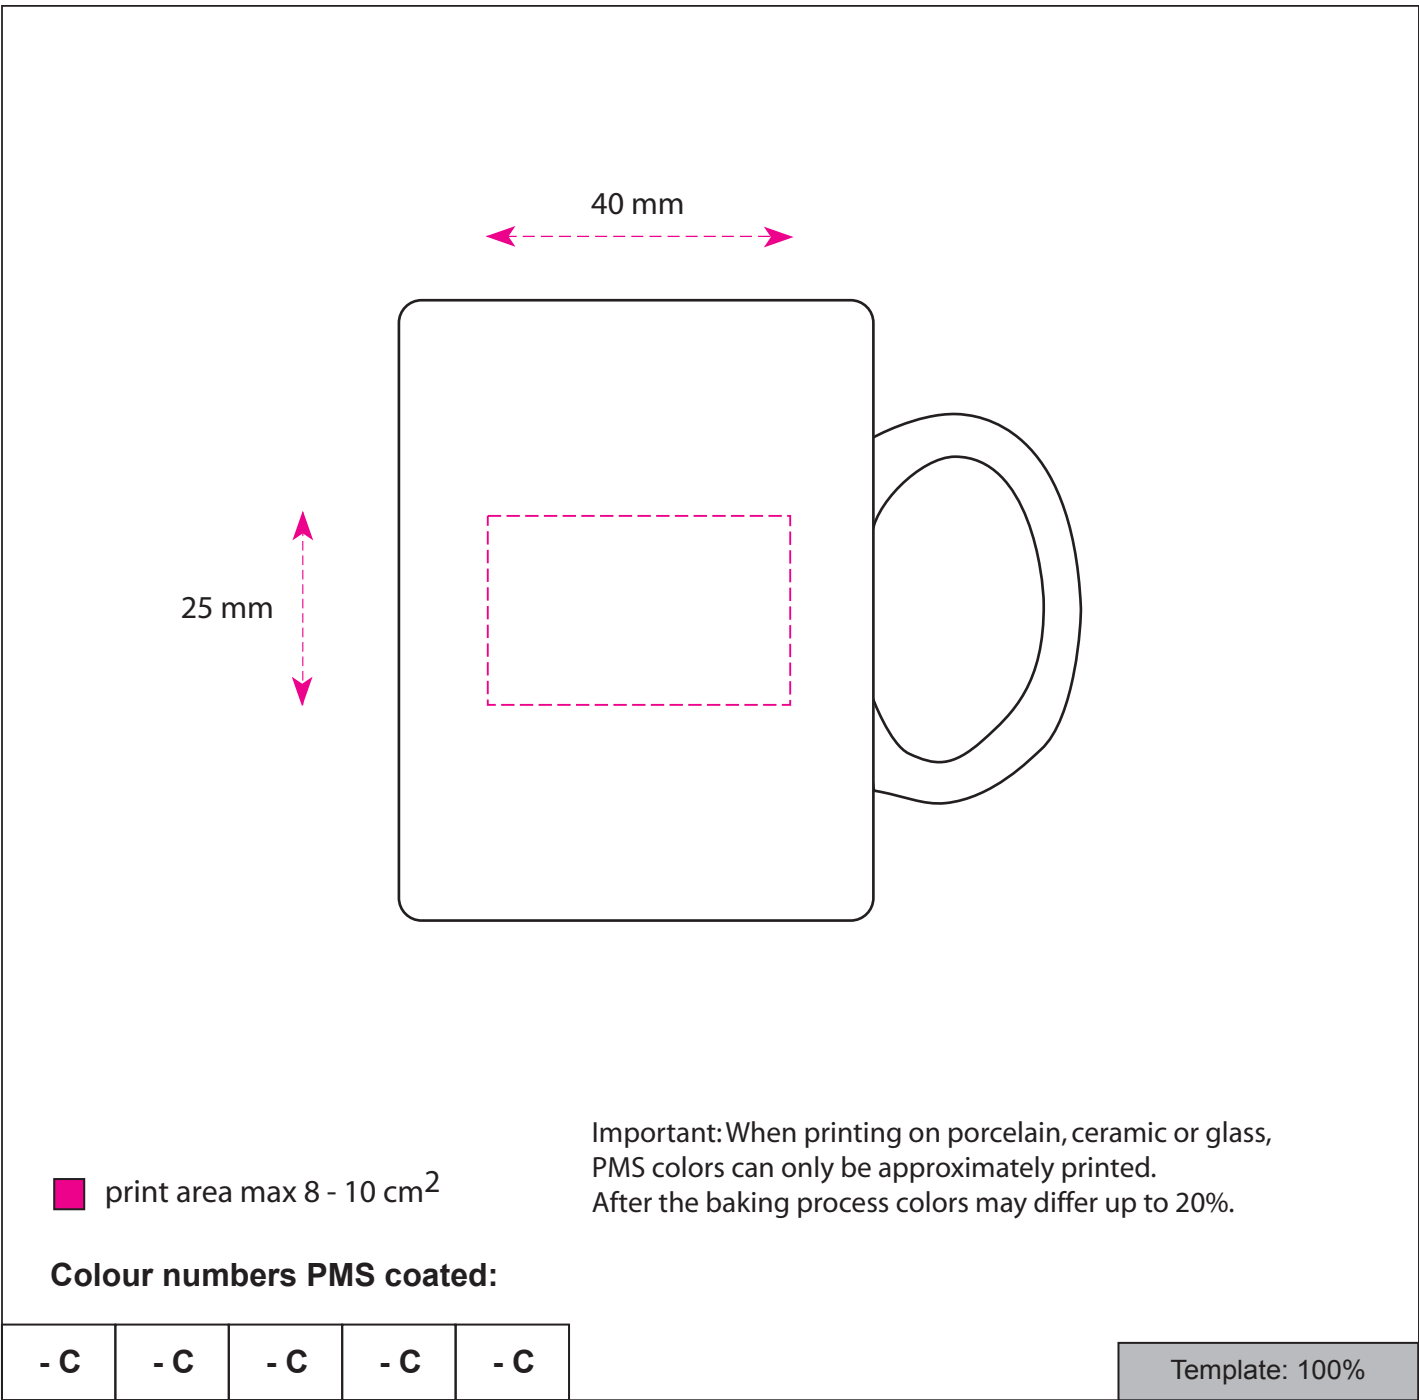 40 mm
25 mm
Important: When printing on porcelain, ceramic or glass,
PMS colors can only be approximately printed.
After the baking process colors may differ up to 20%.
print area max 8 - 10 cm²
Colour numbers PMS coated:
- C
- C
- C
- C
- C
Template: 100%